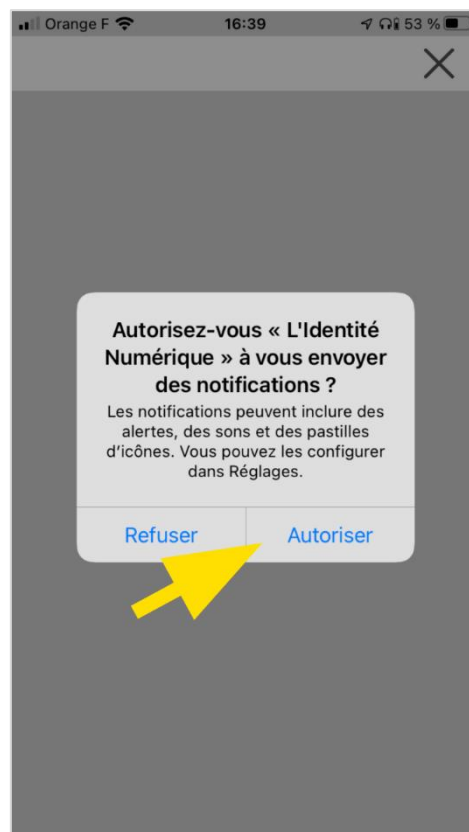 Orange F 16:39 53 %
Autorisez-vous « L'Identité
Numérique » à vous envoyer
des notifications ?
Les notifications peuvent inclure des
alertes, des sons et des pastilles
d’icônes. Vous pouvez les configurer
dans Réglages.
Refuser Autoriser